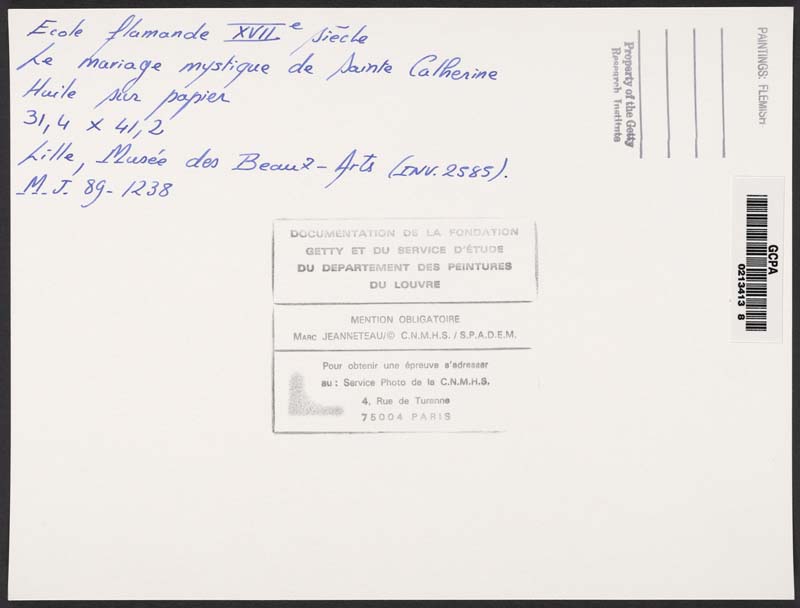 Ecole flamande XVIIe siècle
Le mariage mystique de Sainte Catherine
Huile sur papier
31,4 x 41,2
Lille, Musée des Beaux-Arts (INV. 2585).
M.J. 89-1238
DOCUMENTATION DE LA FONDATION
GETTY ET DU SERVICE D'ÉTUDE
DU DEPARTEMENT DES PEINTURES
DU LOUVRE
MENTION OBLIGATOIRE
MARC JEANNETEAU/© C.N.M.H.S. / S.P.A.D.E.M.
Pour obtenir une épreuve s'adresser
au : Service Photo de la C.N.M.H.S.
4, Rue de Turenne
75004 PARIS
Property of the Getty
Research Institute
PAINTINGS: FLEMISH
GCPA
0213413 8